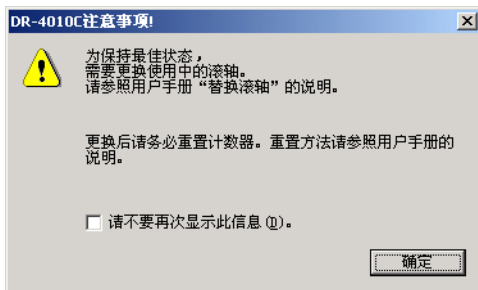 DR-4010C注意事项!
为保持最佳状态，
需要更换使用中的滚轴。
请参照用户手册“替换滚轴”的说明。
更换后请务必重置计数器。重置方法请参照用户手册的
说明。
请不要再次显示此信息(D)。
确定